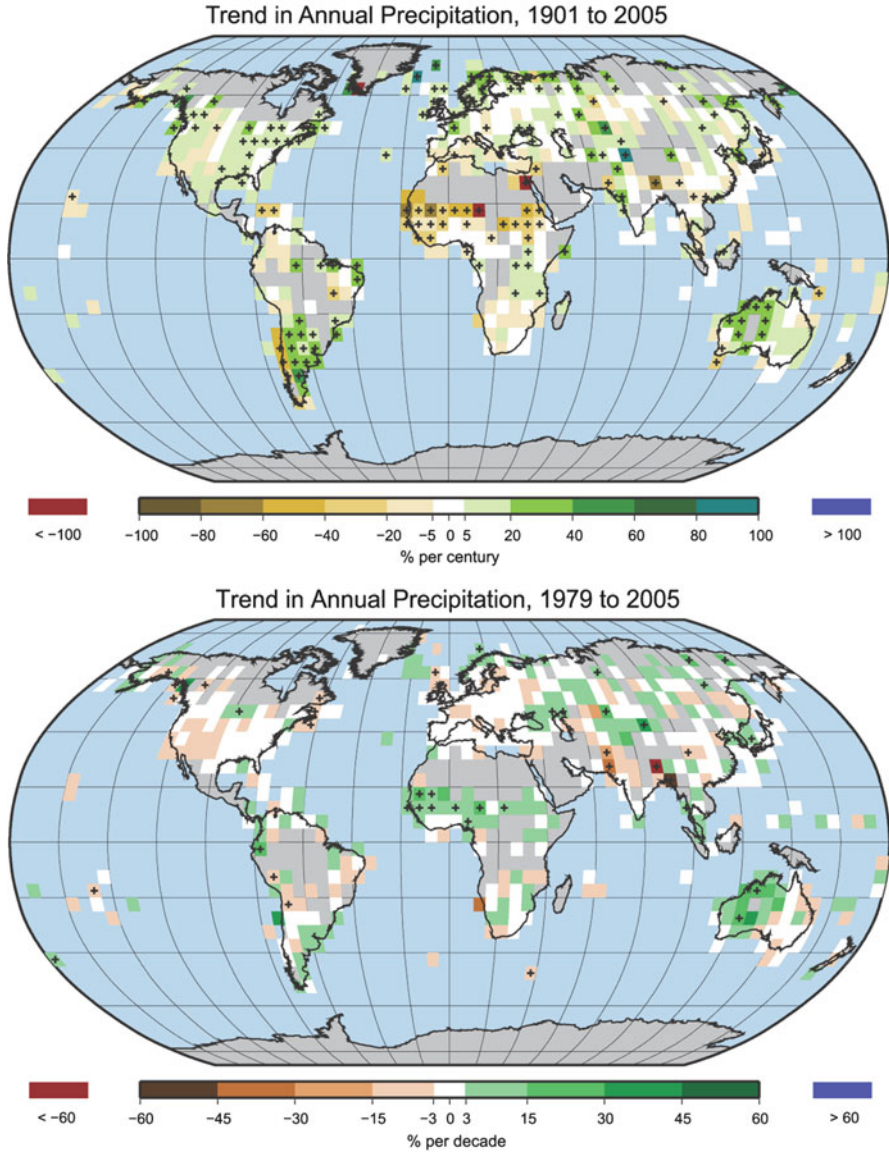 Trend in Annual Precipitation, 1901 to 2005
< −100 −100 −80 −60 −40 −20 −5 0 5 20 40 60 80 100 > 100
% per century
Trend in Annual Precipitation, 1979 to 2005
< −60 −60 −45 −30 −15 −3 0 3 15 30 45 60 > 60
% per decade